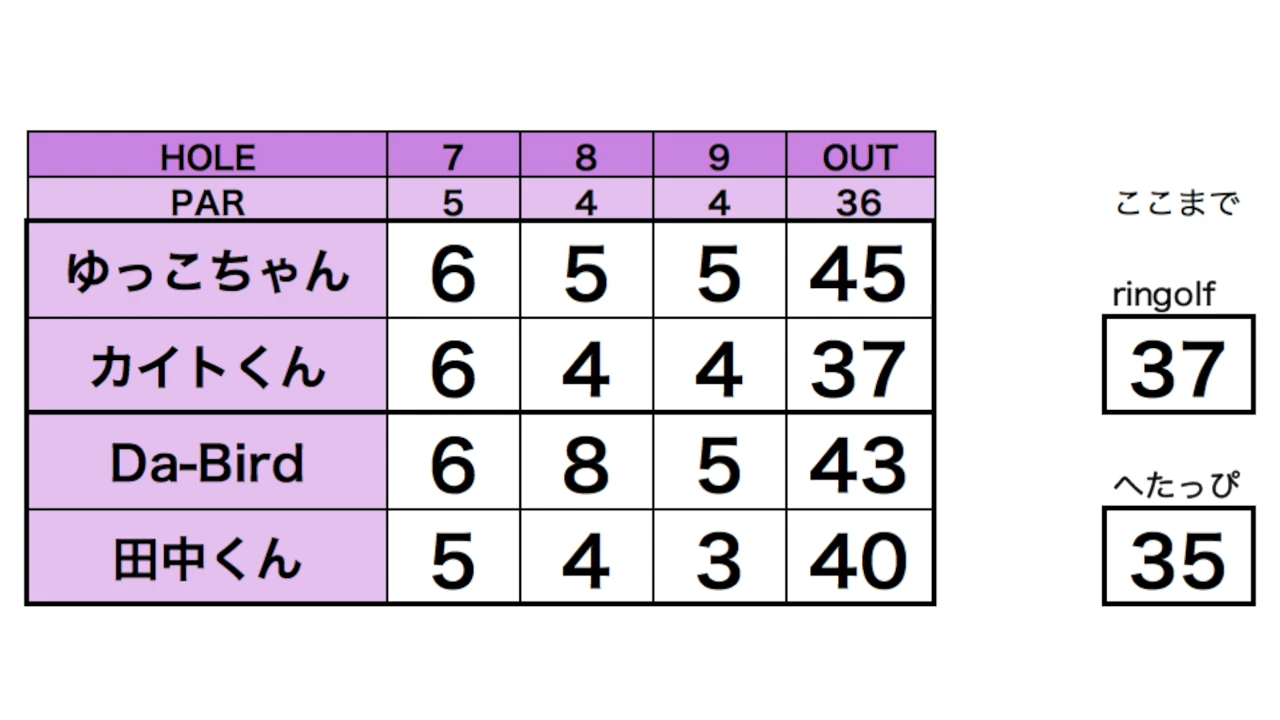 HOLE 7 8 9 OUT
PAR 5 4 4 36
ゆっこちゃん 6 5 5 45
カイトくん 6 4 4 37
Da-Bird 6 8 5 43
田中くん 5 4 3 40
ここまで
ringolf
37
へたっぴ
35